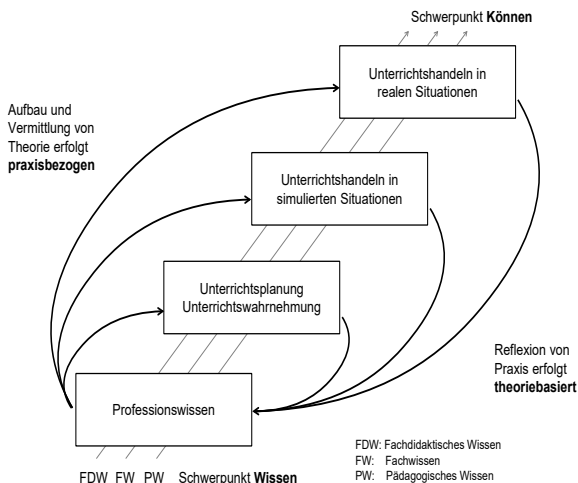 Schwerpunkt Können
Unterrichtshandeln in
realen Situationen
Aufbau und
Vermittlung von
Theorie erfolgt
praxisbezogen
Unterrichtshandeln in
simulierten Situationen
Unterrichtsplanung
Unterrichtswahrnehmung
Reflexion von
Praxis erfolgt
theoriebasiert
Professionswissen
FDW: Fachdidaktisches Wissen
FW: Fachwissen
PW: Pädagogisches Wissen
FDW FW PW Schwerpunkt Wissen